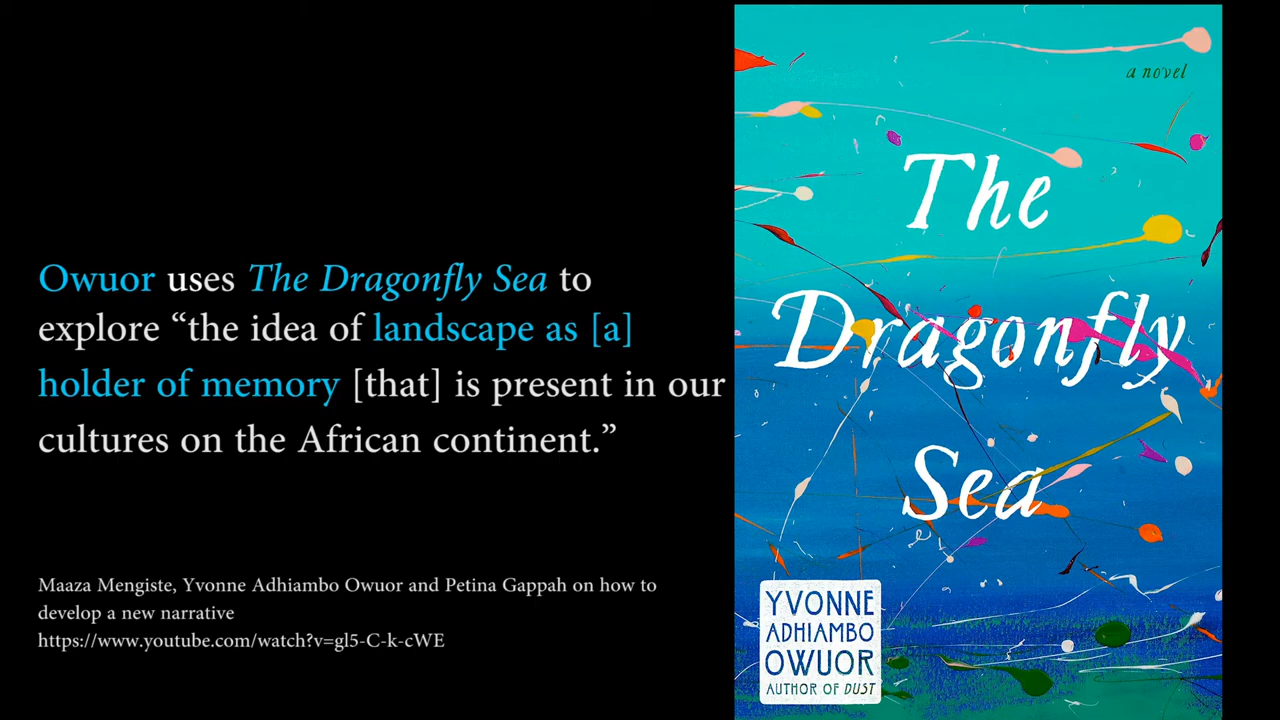 Owuor uses The Dragonfly Sea to
explore “the idea of landscape as [a]
holder of memory [that] is present in our
cultures on the African continent.”
Maaza Mengiste, Yvonne Adhiambo Owuor and Petina Gappah on how to
develop a new narrative
https://www.youtube.com/watch?v=gl5-C-k-cWE
a novel
The
Dragonfly
Sea
YVONNE
ADHIAMBO
OWUOR
AUTHOR OF DUST